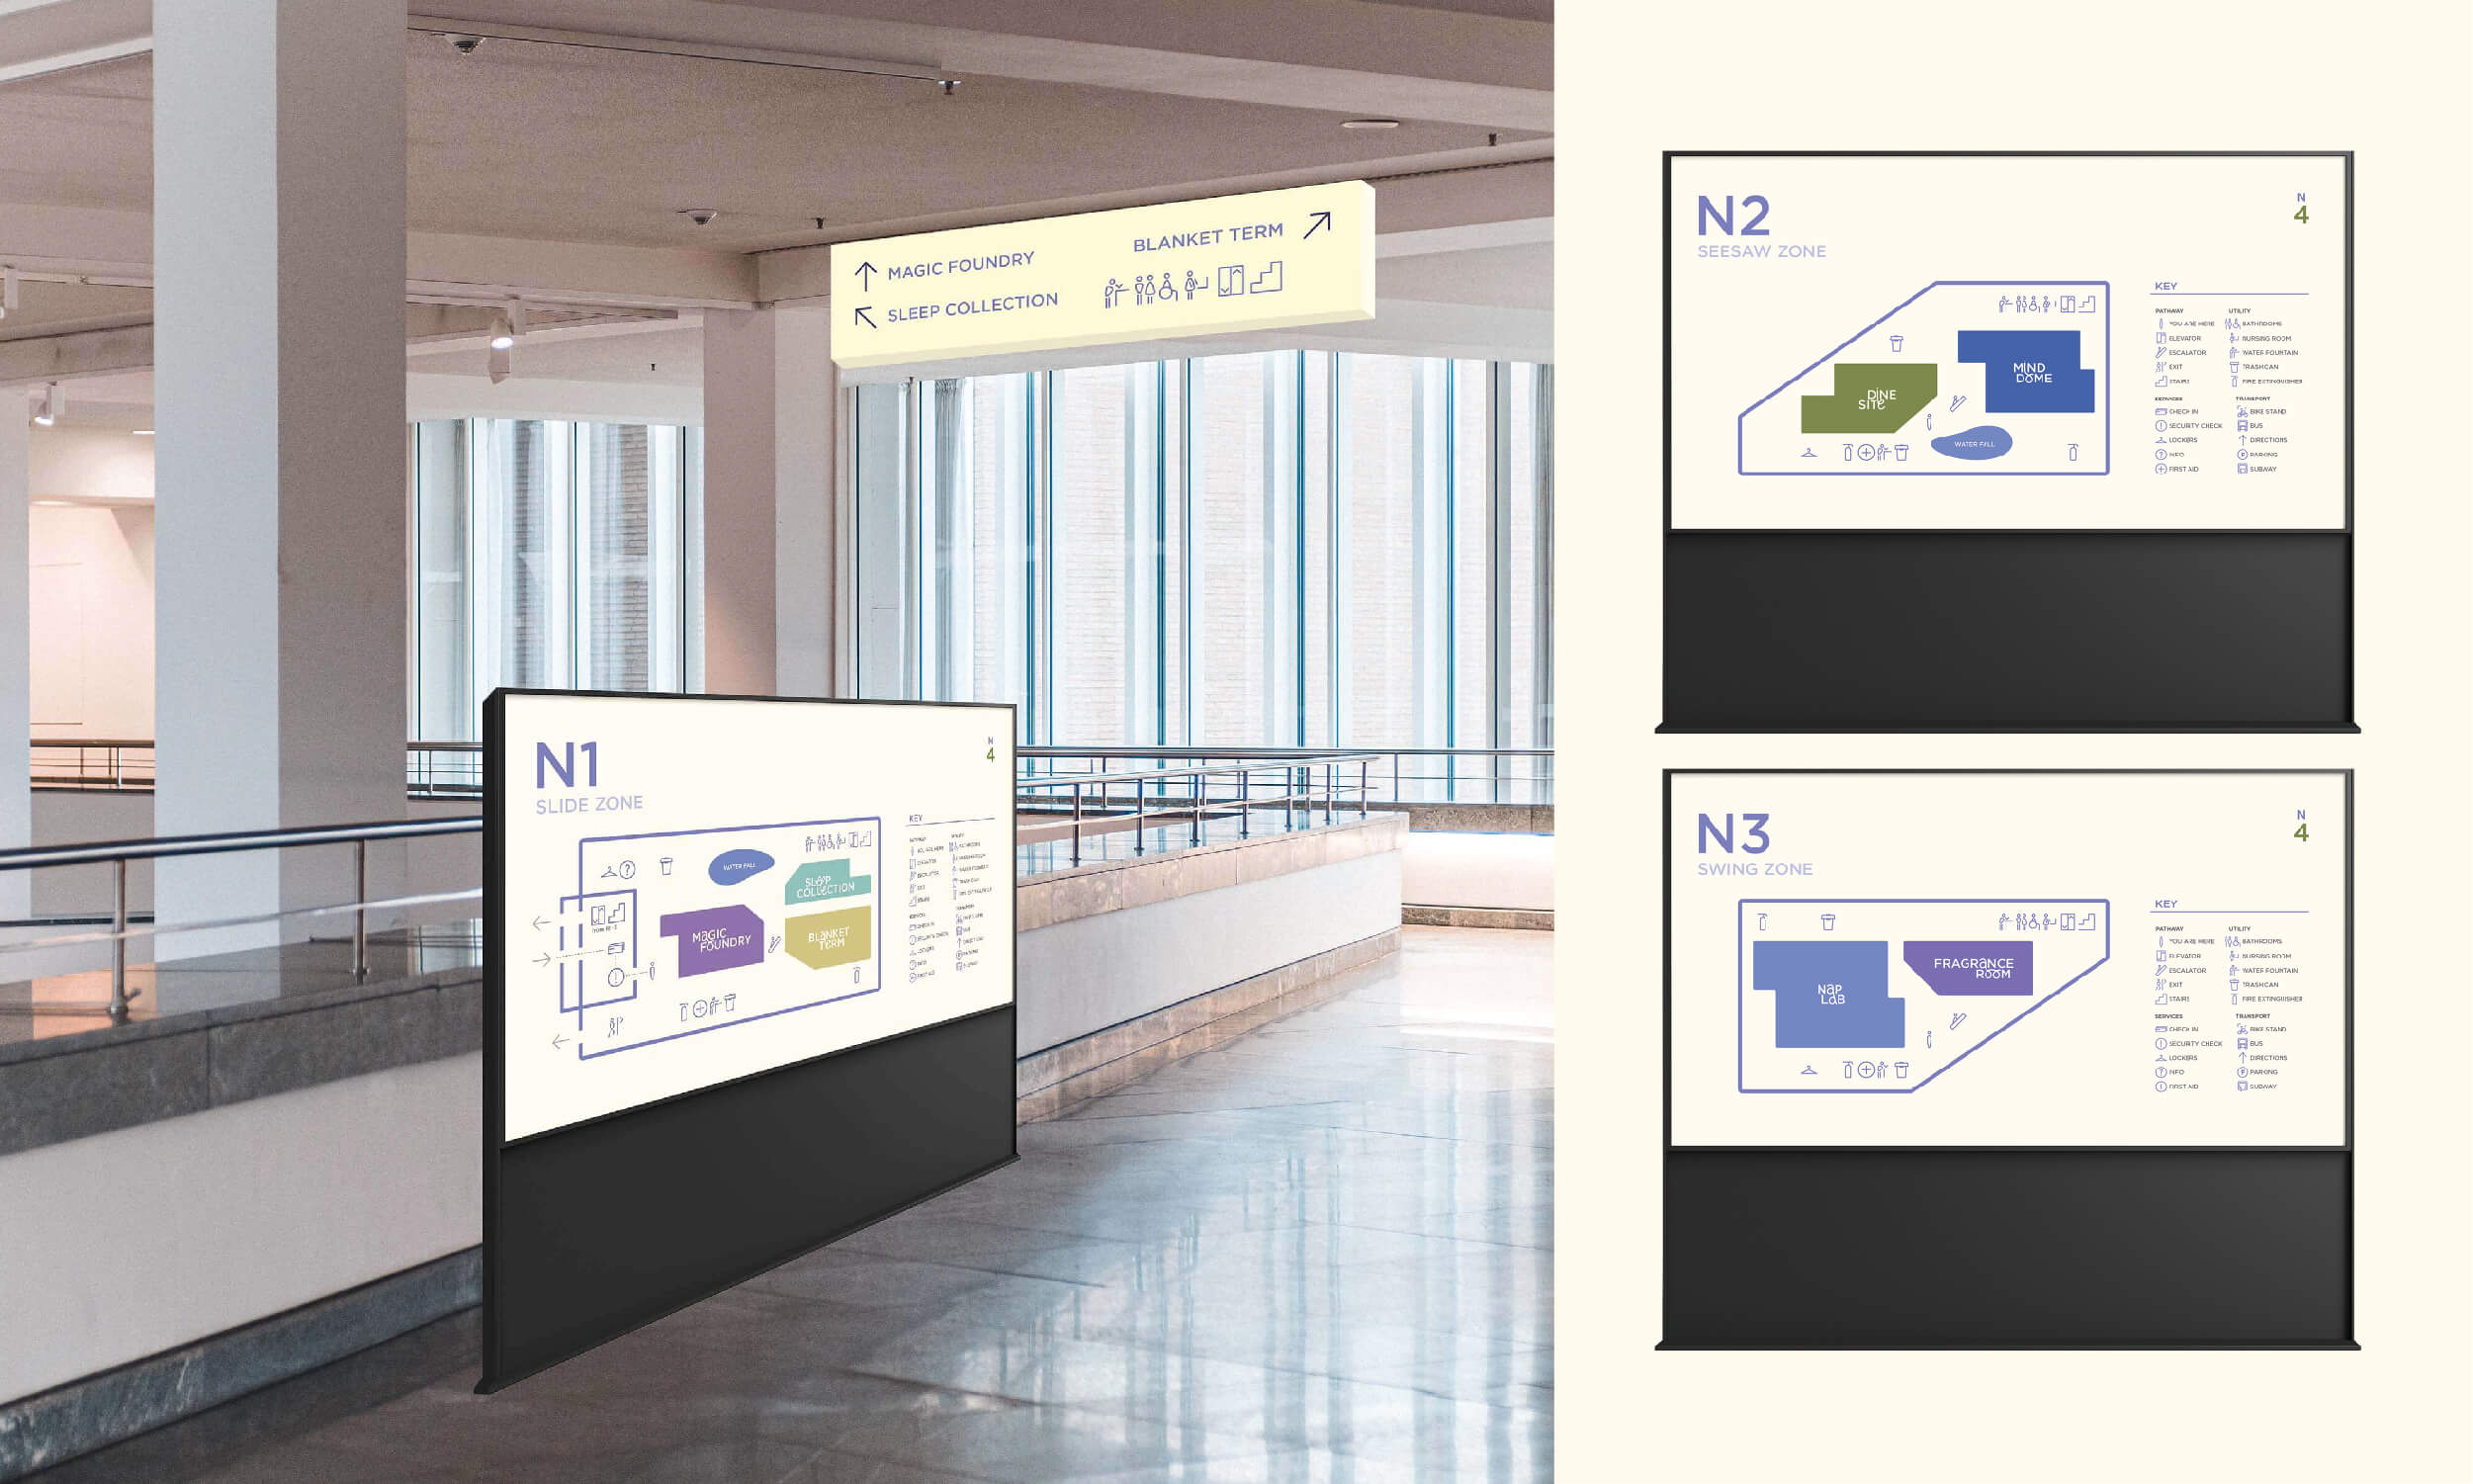 MAGIC FOUNDRY
SLEEP COLLECTION
BLANKET TERM
N1
SLIDE ZONE
N
4
WATER FALL
SLeeP
COLLeCTION
MaGIC
FOUNDRY
BLaNKET
TeRM
KEY
N2
SEESAW ZONE
N
4
DINE
SITe
MIND
DOME
WATER FALL
KEY
PATHWAY
YOU ARE HERE
ELEVATOR
ESCALATOR
EXIT
STAIRS
UTILITY
BATHROOMS
NURSING ROOM
WATER FOUNTAIN
TRASH CAN
FIRE EXTINGUISHER
SERVICES
CHECK IN
SECURITY CHECK
LOCKERS
INFO
FIRST AID
TRANSPORT
BIKE STAND
BUS
DIRECTIONS
PARKING
SUBWAY
N3
SWING ZONE
N
4
NaP
LaB
FRAGRaNCE
ROOM
KEY
PATHWAY
YOU ARE HERE
ELEVATOR
ESCALATOR
EXIT
STAIRS
UTILITY
BATHROOMS
NURSING ROOM
WATER FOUNTAIN
TRASH CAN
FIRE EXTINGUISHER
SERVICES
CHECK IN
SECURITY CHECK
LOCKERS
INFO
FIRST AID
TRANSPORT
BIKE STAND
BUS
DIRECTIONS
PARKING
SUBWAY